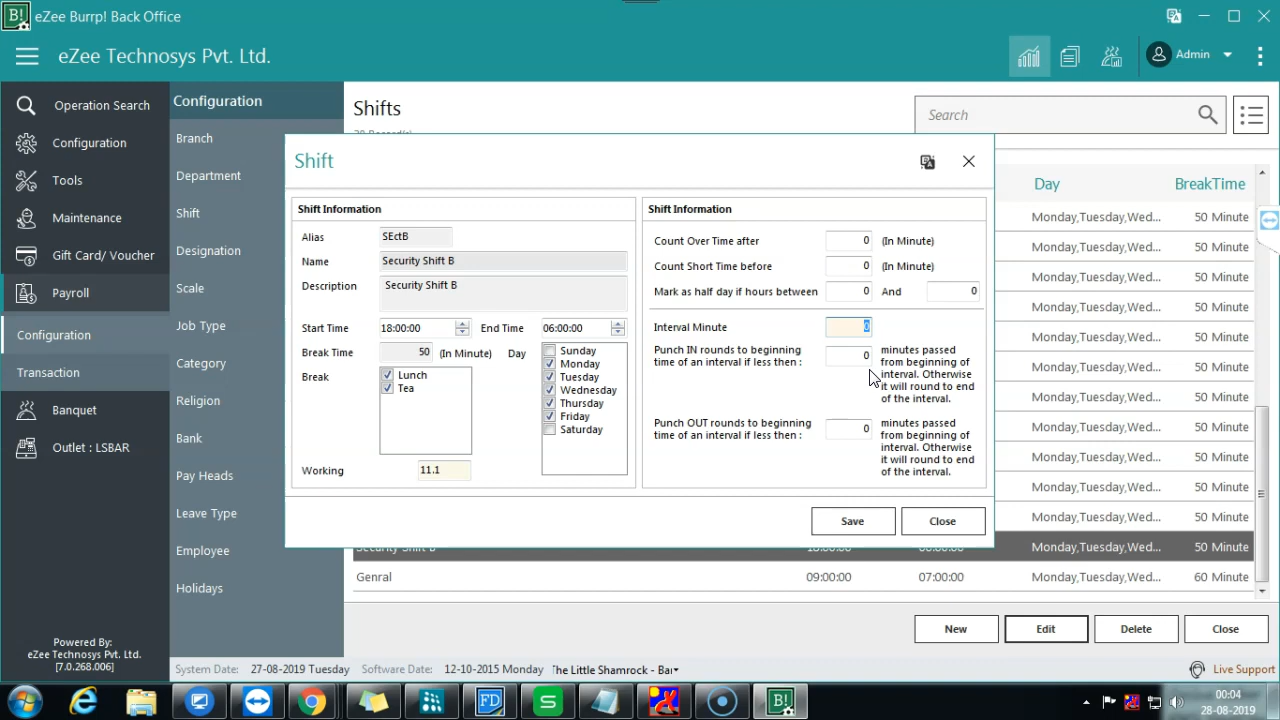 B!
eZee Burrp! Back Office
eZee Technosys Pvt. Ltd.
Admin
Operation Search
Configuration
Tools
Maintenance
Gift Card/ Voucher
Payroll
Configuration
Transaction
Banquet
Outlet : LSBAR
Powered By:
eZee Technosys Pvt. Ltd.
[7.0.268.006]
Configuration
Branch
Department
Shift
Designation
Scale
Job Type
Category
Religion
Bank
Pay Heads
Leave Type
Employee
Holidays
Shifts
Search
Shift
Shift Information
Alias SEctB
Name Security Shift B
Description Security Shift B
Start Time 18:00:00 End Time 06:00:00
Break Time 50 (In Minute) Day
Break
Lunch
Tea
Sunday
Monday
Tuesday
Wednesday
Thursday
Friday
Saturday
Working 11.1
Shift Information
Count Over Time after 0 (In Minute)
Count Short Time before 0 (In Minute)
Mark as half day if hours between 0 And 0
Interval Minute 0
Punch IN rounds to beginning
time of an interval if less then :
0
minutes passed
from beginning of
interval. Otherwise
it will round to end
of the interval.
Punch OUT rounds to beginning
time of an interval if less then :
0
minutes passed
from beginning of
interval. Otherwise
it will round to end
of the interval.
Save Close
Day BreakTime
Monday,Tuesday,Wed... 50 Minute
Monday,Tuesday,Wed... 50 Minute
Monday,Tuesday,Wed... 50 Minute
Monday,Tuesday,Wed... 50 Minute
Monday,Tuesday,Wed... 50 Minute
Monday,Tuesday,Wed... 50 Minute
Monday,Tuesday,Wed... 50 Minute
Monday,Tuesday,Wed... 50 Minute
Monday,Tuesday,Wed... 50 Minute
Monday,Tuesday,Wed... 50 Minute
Monday,Tuesday,Wed... 50 Minute
Security Shift B Monday,Tuesday,Wed... 50 Minute
Genral 09:00:00 07:00:00 Monday,Tuesday,Wed... 60 Minute
New Edit Delete Close
System Date: 27-08-2019 Tuesday Software Date: 12-10-2015 Monday The Little Shamrock - Bar
Live Support
FD
S
B!
00:04
28-08-2019